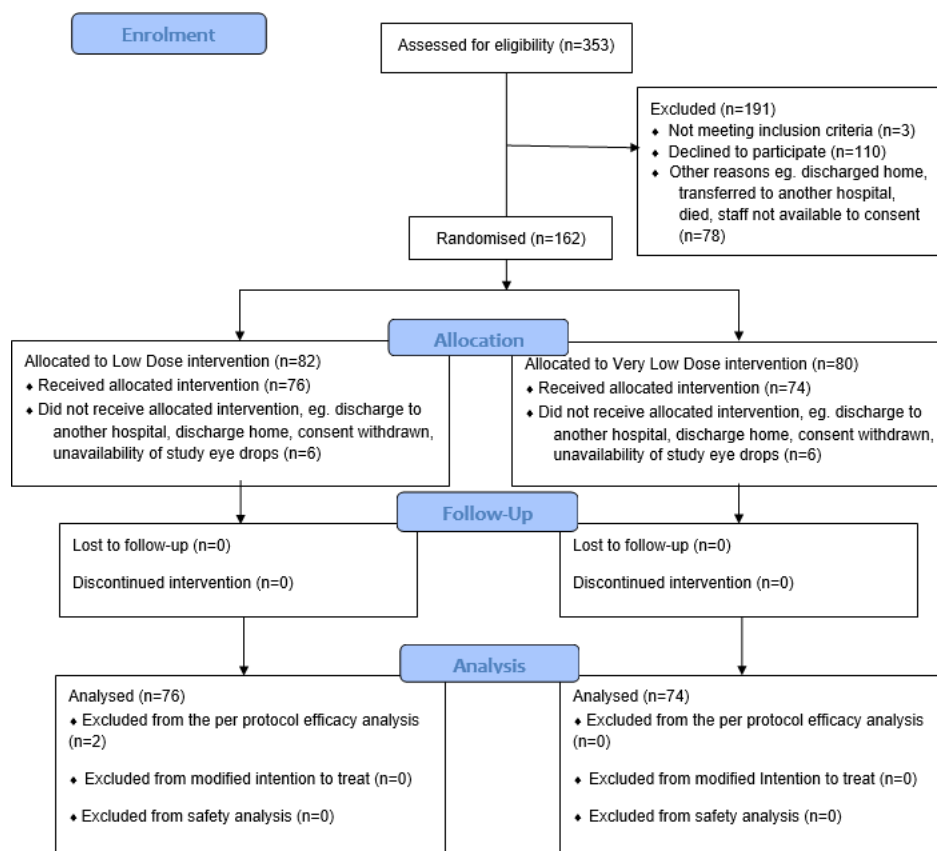 Enrolment
Assessed for eligibility (n=353)
Excluded (n=191)
♦ Not meeting inclusion criteria (n=3)
♦ Declined to participate (n=110)
♦ Other reasons eg. discharged home,
transferred to another hospital,
died, staff not available to consent
(n=78)
Randomised (n=162)
Allocation
Allocated to Low Dose intervention (n=82)
♦ Received allocated intervention (n=76)
♦ Did not receive allocated intervention, eg. discharge to
another hospital, discharge home, consent withdrawn,
unavailability of study eye drops (n=6)
Allocated to Very Low Dose intervention (n=80)
♦ Received allocated intervention (n=74)
♦ Did not receive allocated intervention, eg. discharge to
another hospital, discharge home, consent withdrawn,
unavailability of study eye drops (n=6)
Follow-Up
Lost to follow-up (n=0)
Discontinued intervention (n=0)
Lost to follow-up (n=0)
Discontinued intervention (n=0)
Analysis
Analysed (n=76)
♦ Excluded from the per protocol efficacy analysis
(n=2)
♦ Excluded from modified intention to treat (n=0)
♦ Excluded from safety analysis (n=0)
Analysed (n=74)
♦ Excluded from the per protocol efficacy analysis
(n=0)
♦ Excluded from modified Intention to treat (n=0)
♦ Excluded from safety analysis (n=0)